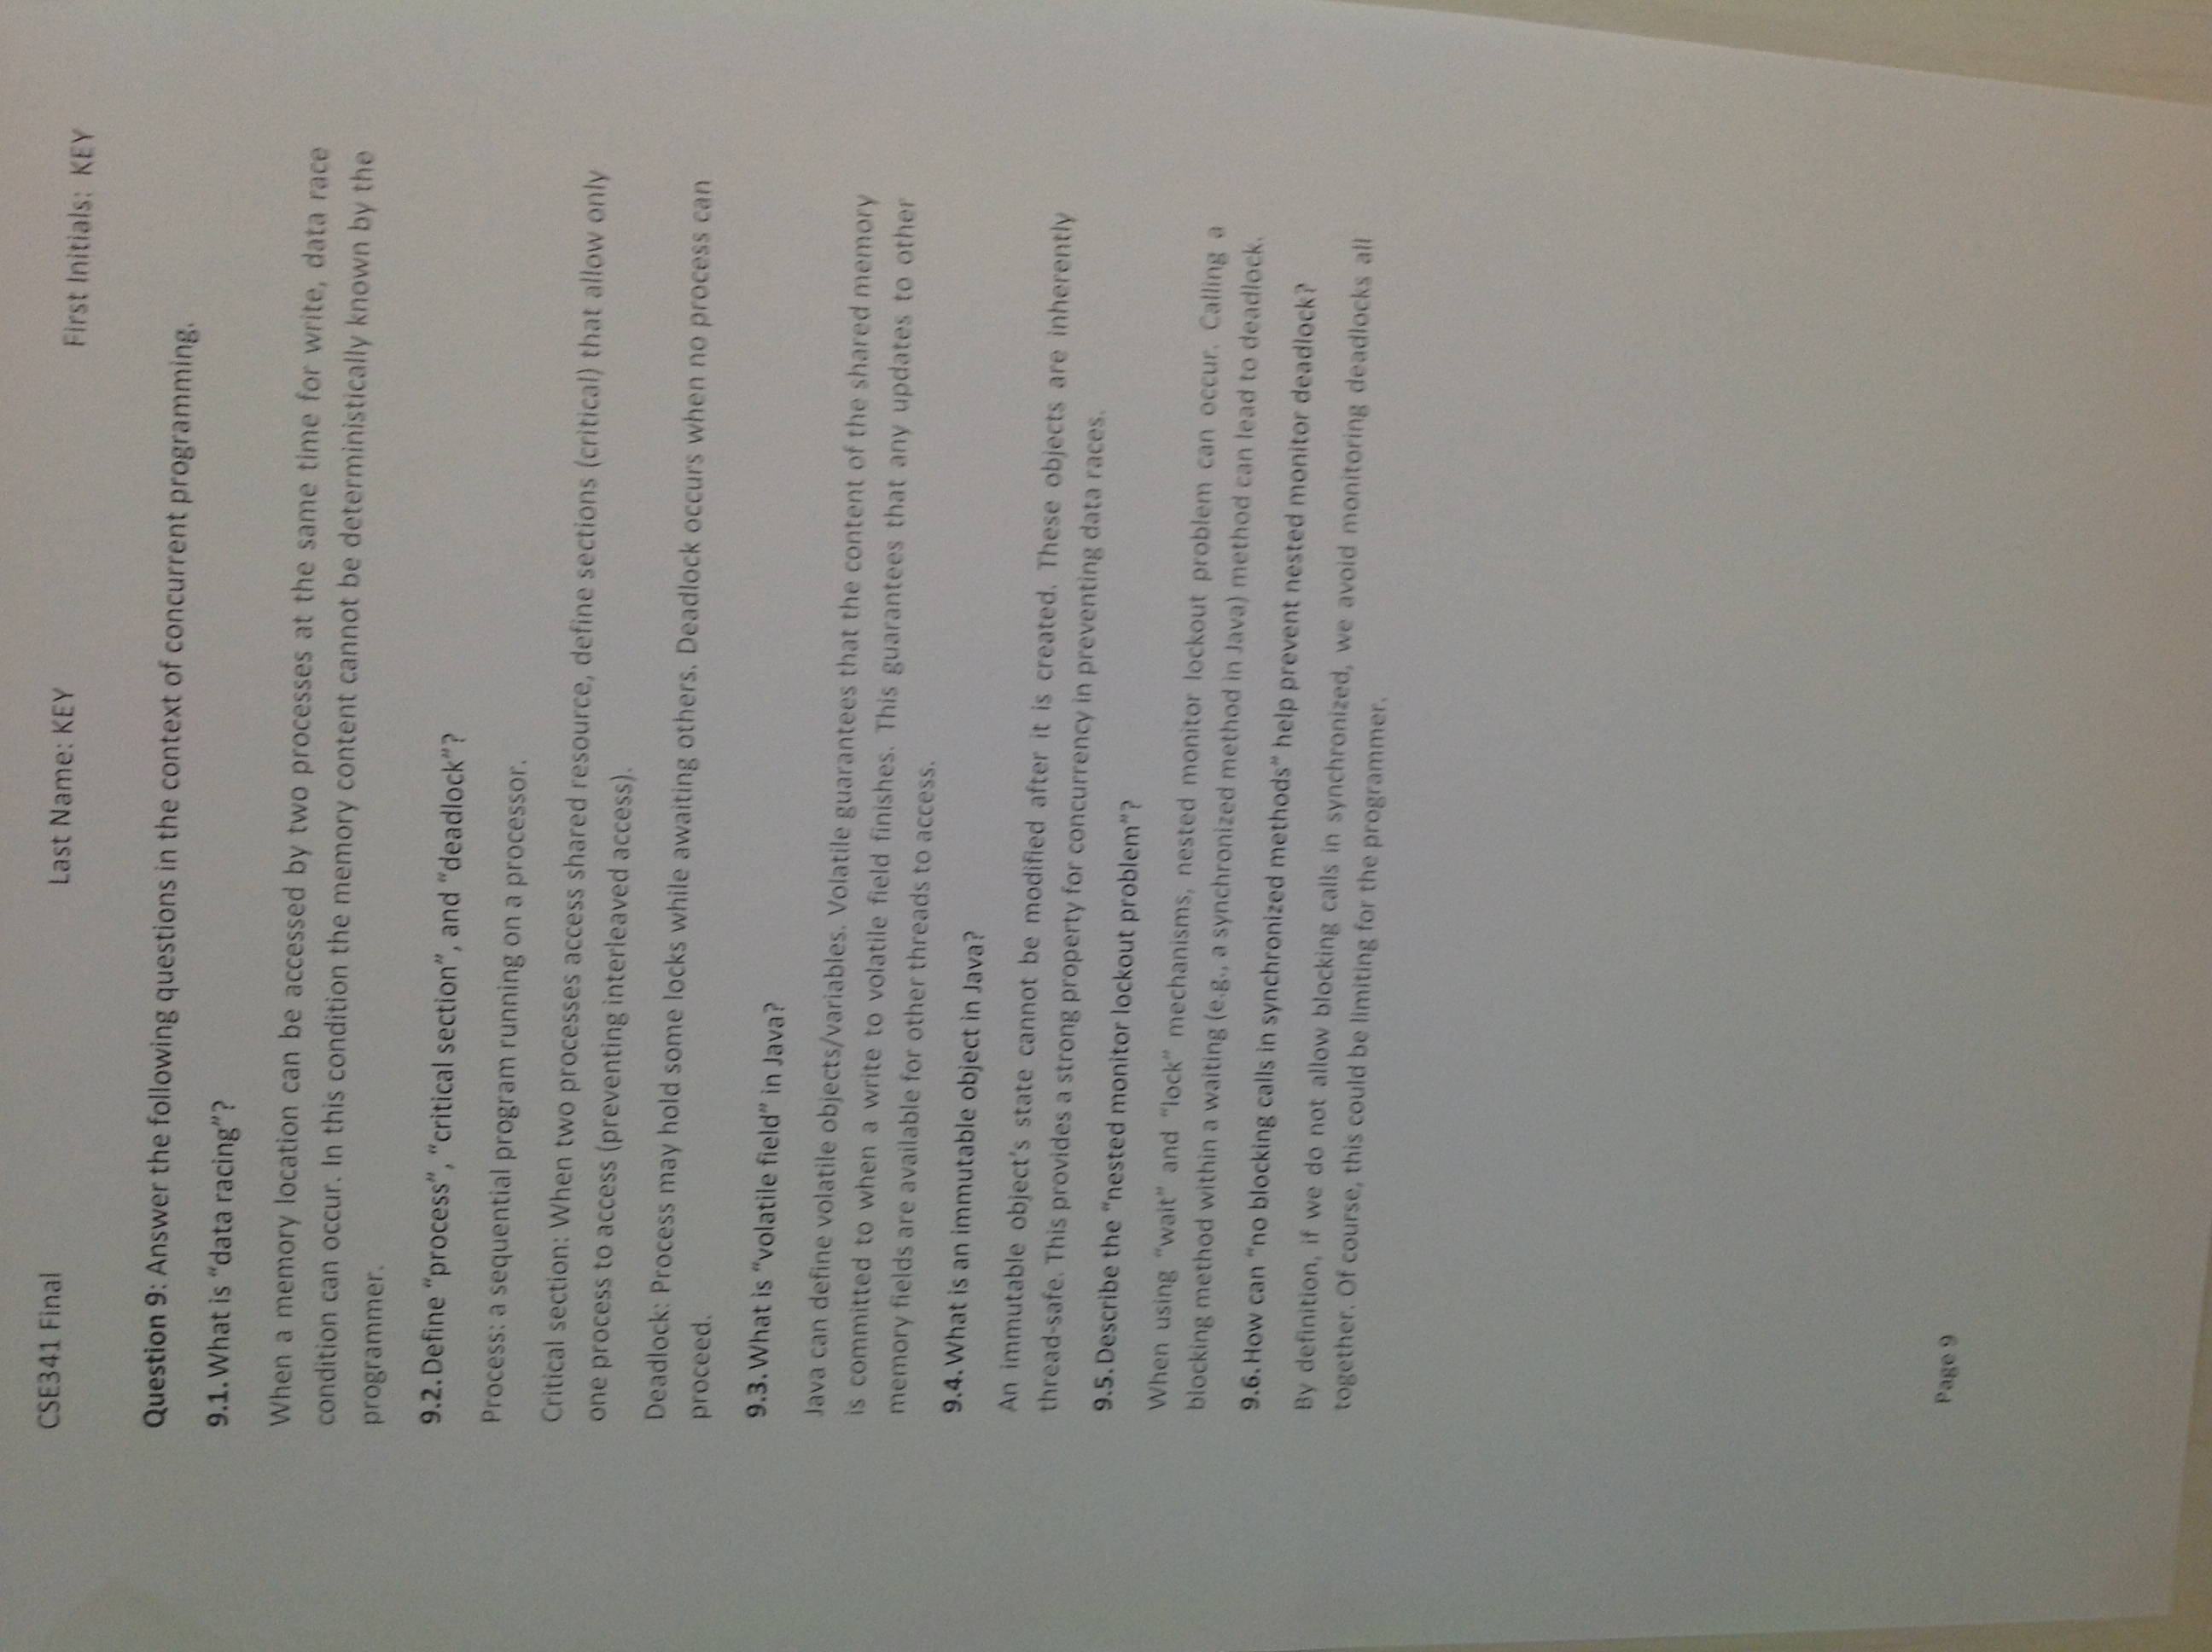 CSE341 Final Last Name: KEY First Initials: KEY
Question 9: Answer the following questions in the context of concurrent programming.
9.1. What is “data racing”?
When a memory location can be accessed by two processes at the same time for write, data race
condition can occur. In this condition the memory content cannot be deterministically known by the
programmer.
9.2. Define “process”, “critical section”, and “deadlock”?
Process: a sequential program running on a processor.
Critical section: When two processes access shared resource, define sections (critical) that allow only
one process to access (preventing interleaved access).
Deadlock: Process may hold some locks while awaiting others. Deadlock occurs when no process can
proceed.
9.3. What is “volatile field” in Java?
Java can define volatile objects/variables. Volatile guarantees that the content of the shared memory
is committed to when a write to volatile field finishes. This guarantees that any updates to other
memory fields are available for other threads to access.
9.4. What is an immutable object in Java?
An immutable object’s state cannot be modified after it is created. These objects are inherently
thread-safe. This provides a strong property for concurrency in preventing data races.
9.5. Describe the “nested monitor lockout problem”?
When using “wait” and “lock” mechanisms, nested monitor lockout problem can occur. Calling a
blocking method within a waiting (e.g., a synchronized method in Java) method can lead to deadlock.
9.6. How can “no blocking calls in synchronized methods” help prevent nested monitor deadlock?
By definition, if we do not allow blocking calls in synchronized, we avoid monitoring deadlocks all
together. Of course, this could be limiting for the programmer.
Page 9